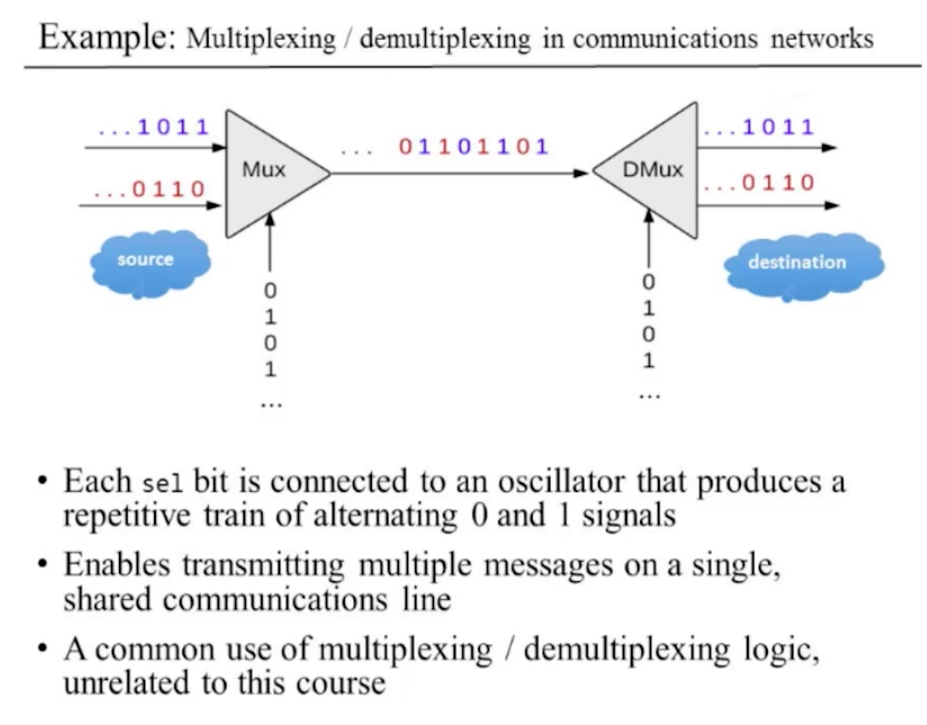 Example: Multiplexing / demultiplexing in communications networks
...1011
...0110
source
Mux
0
1
0
1
...
... 01101101
DMux
0
1
0
1
...
...1011
...0110
destination
• Each sel bit is connected to an oscillator that produces a
repetitive train of alternating 0 and 1 signals
• Enables transmitting multiple messages on a single,
shared communications line
• A common use of multiplexing / demultiplexing logic,
unrelated to this course